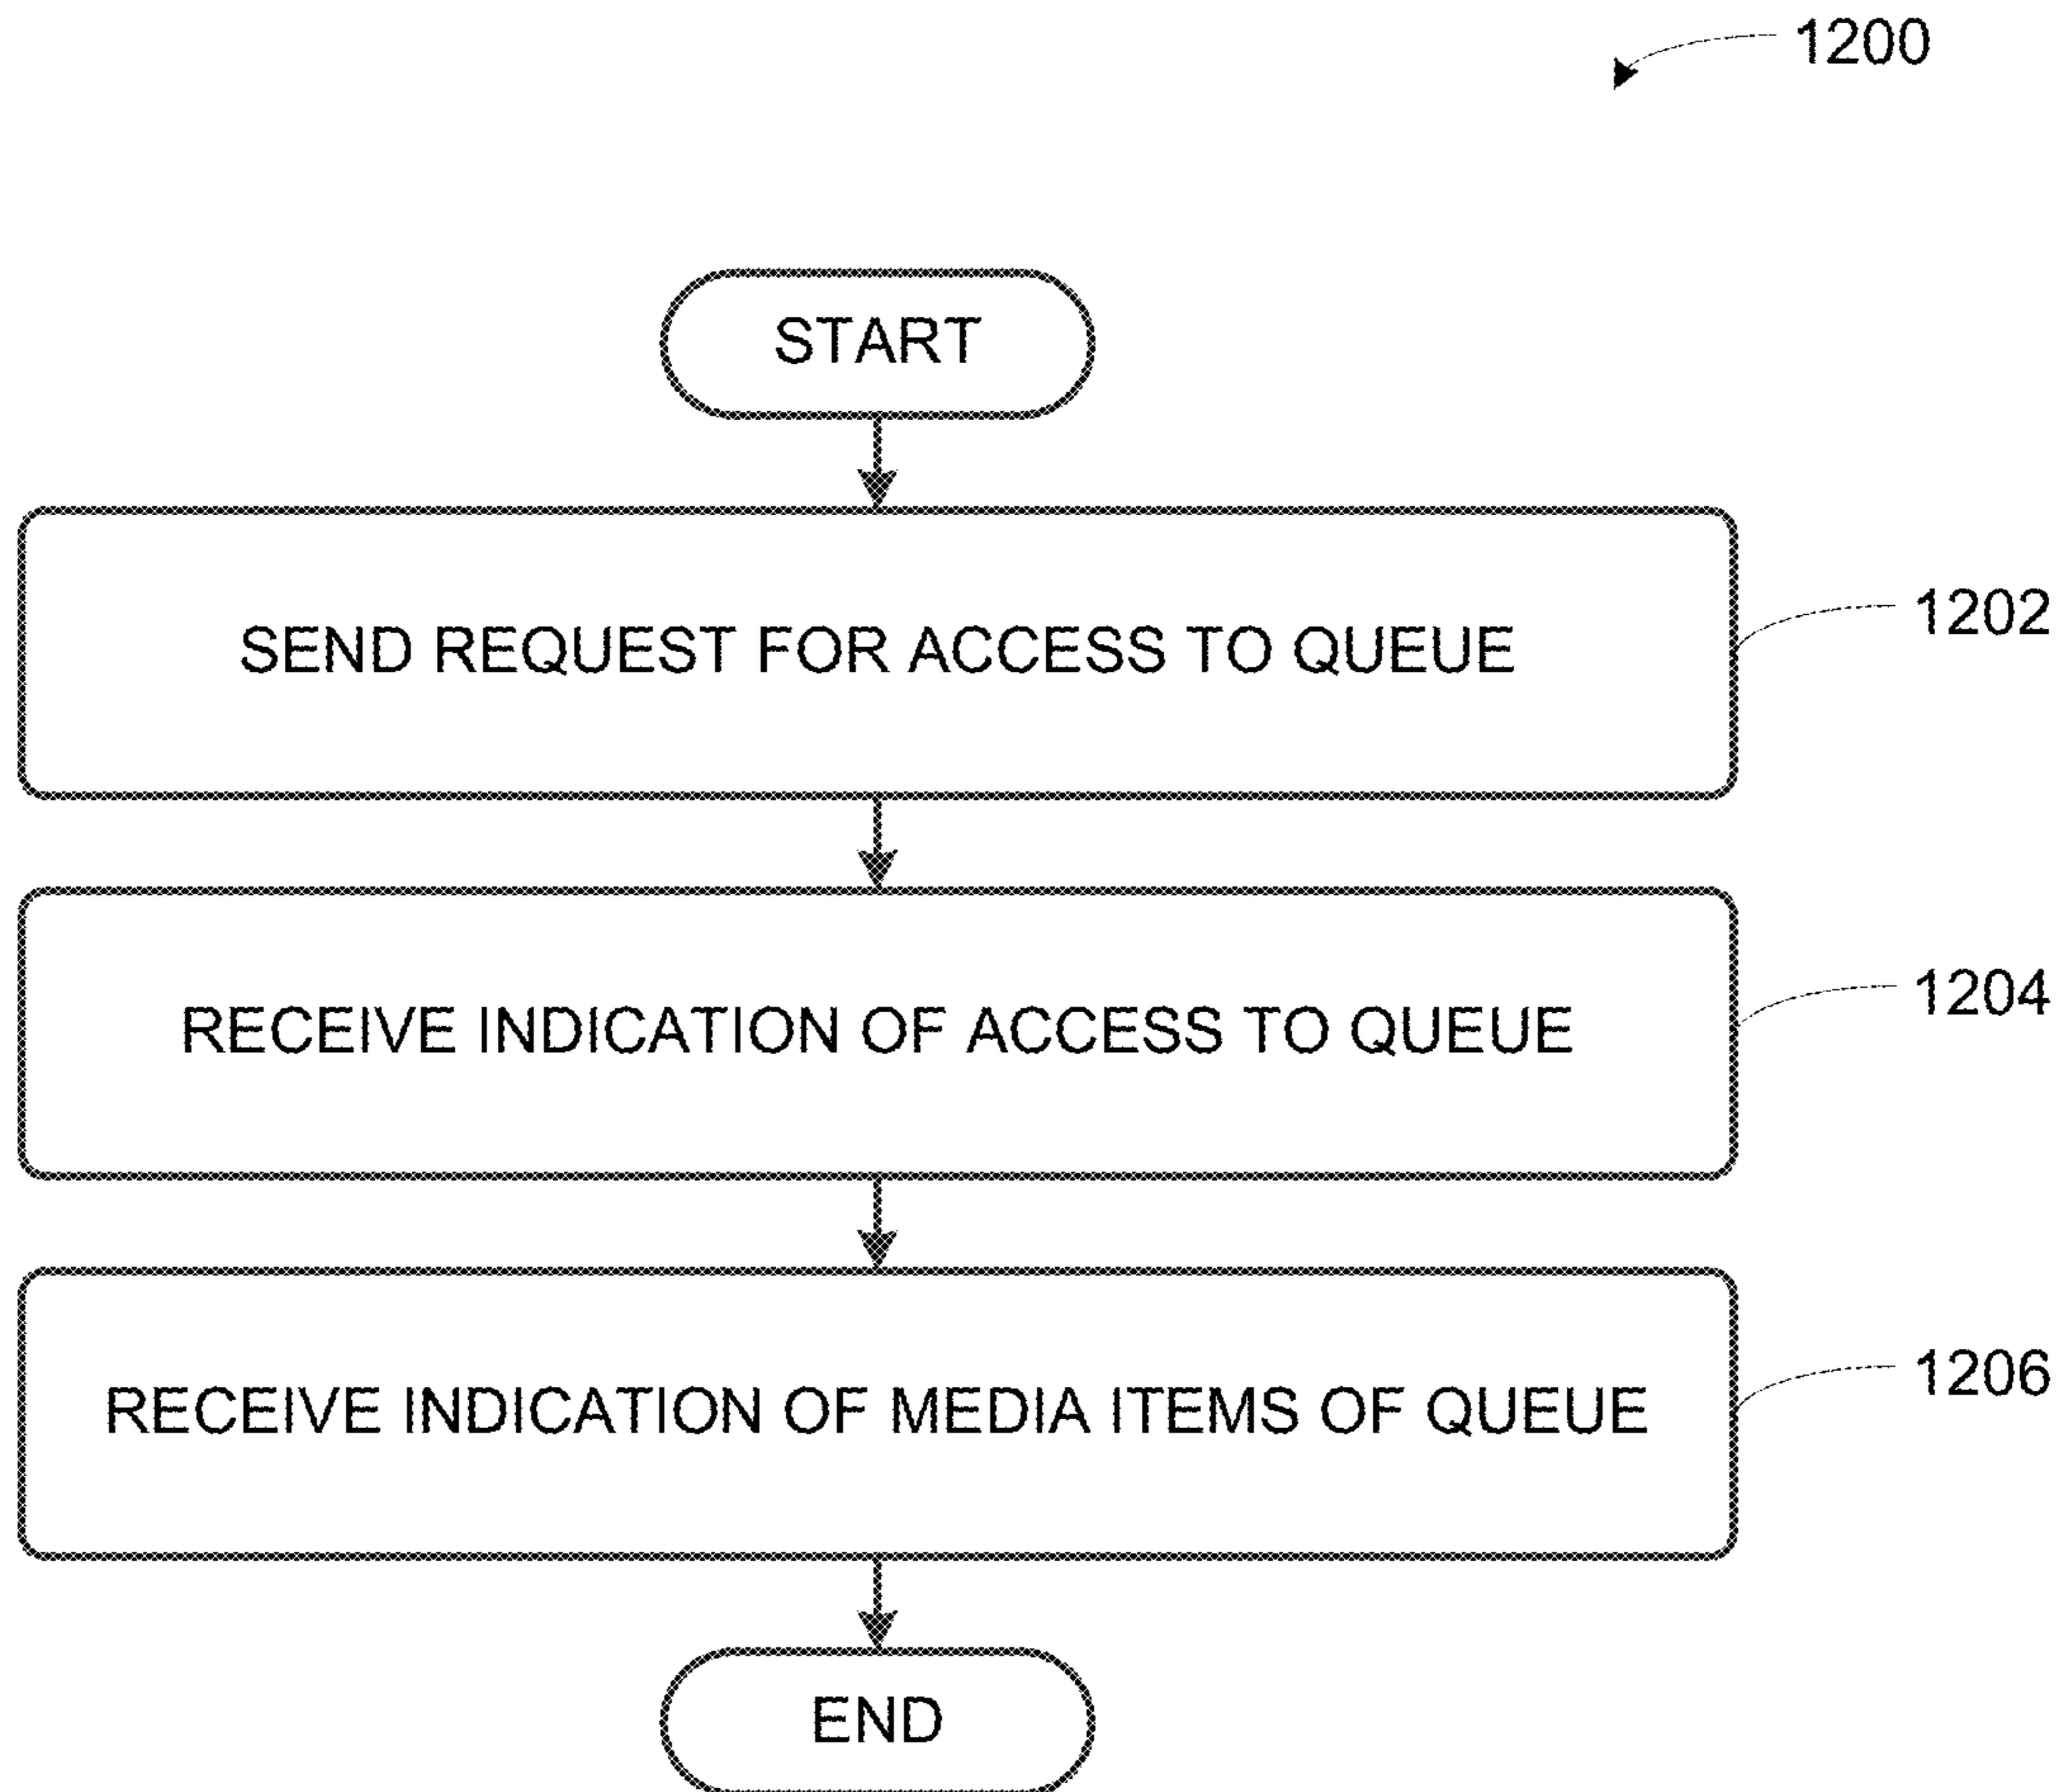 1200
START
SEND REQUEST FOR ACCESS TO QUEUE
1202
RECEIVE INDICATION OF ACCESS TO QUEUE
1204
RECEIVE INDICATION OF MEDIA ITEMS OF QUEUE
1206
END